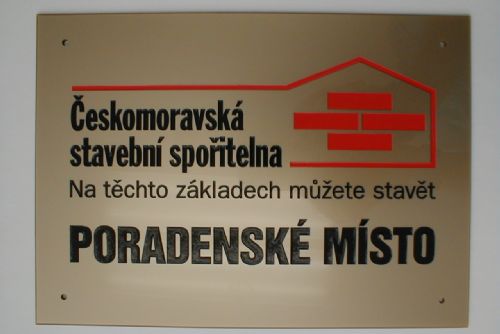 Českomoravská
stavební spořitelna
Na těchto základech můžete stavět
PORADENSKÉ MÍSTO